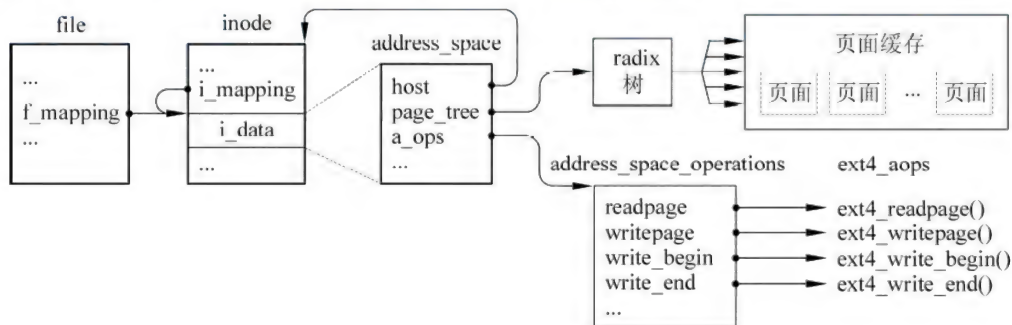 file
...
f_mapping
...
inode
...
i_mapping
i_data
...
address_space
host
page_tree
a_ops
...
radix
树
页面缓存
页面 页面 ... 页面
address_space_operations
readpage
writepage
write_begin
write_end
...
ext4_aops
ext4_readpage()
ext4_writepage()
ext4_write_begin()
ext4_write_end()